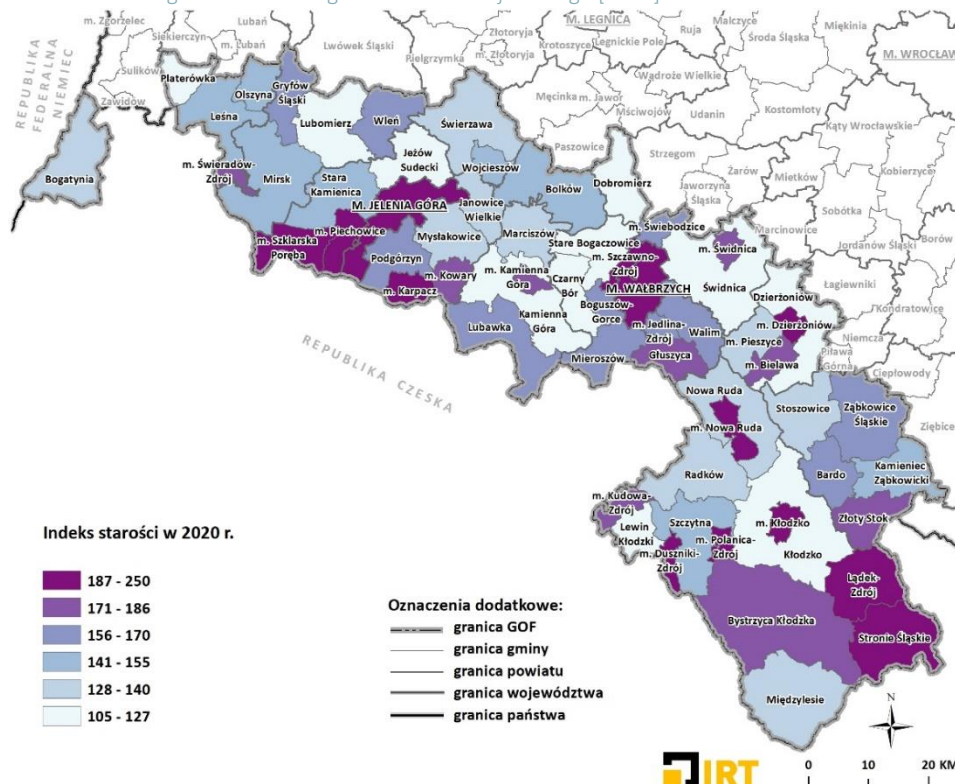 m. Zgorzelec
Lubań
Siekierczyn
m. Lubań
Sulików
Zawidów
Lwówek Śląski
Pielgrzymka
Złotoryja
m. Złotoryja
Krotoszyce
M. LEGNICA
Legnickie Pole
Ruja
Malczyce
Środa Śląska
Miękinia
M. WROCŁAW
Wądroże Wielkie
Męcinka
m. Jawor
Mściwojów
Udanin
Kostomłoty
Kąty Wrocławskie
Paszowice
Strzegom
Żarów
Mietków
Kobierzyce
Jaworzyna
Śląska
Sobótka
Marcinowice
Jordanów Śląski
Borów
Łagiewniki
Kondratowice
Niemcza
Piława
Górna
Ciepłowody
Ziębice
REPUBLIKA
FEDERALNA
NIEMIEC
REPUBLIKA CZESKA
Platerówka
Olszyna
Gryfów
Śląski
Leśna
Lubomierz
Wleń
Świerzawa
Bogatynia
m. Świeradów-
Zdrój
Mirsk
Stara
Kamienica
Jeżów
Sudecki
Wojcieszów
Bolków
Dobromierz
M. JELENIA GÓRA
Janowice
Wielkie
m. Piechowice
m. Szklarska
Poręba
Mysłakowice
Marciszów
Podgórzyn
m. Kowary
m. Karpacz
m. Kamienna
Góra
Kamienna
Góra
Czarny
Bór
Stare Bogaczowice
m. Szczawno-
Zdrój
M. WAŁBRZYCH
m. Świebodzice
m. Świdnica
Świdnica
Boguszów-
Gorce
Lubawka
Mieroszów
m. Jedlina-
Zdrój
Walim
Głuszyca
Dzierżoniów
m. Dzierżoniów
m. Pieszyce
m. Bielawa
Nowa Ruda
m. Nowa Ruda
Stoszowice
Ząbkowice
Śląskie
Radków
Bardo
Kamieniec
Ząbkowicki
m. Kudowa-
Zdrój
Lewin
Kłodzki
Szczytna
m. Duszniki-
Zdrój
m. Polanica-
Zdrój
m. Kłodzko
Kłodzko
Złoty Stok
Lądek-
Zdrój
Bystrzyca Kłodzka
Stronie Śląskie
Międzylesie
Indeks starości w 2020 r.
187 - 250
171 - 186
156 - 170
141 - 155
128 - 140
105 - 127
Oznaczenia dodatkowe:
granica GOF
granica gminy
granica powiatu
granica województwa
granica państwa
N
IRT
0 10 20 KM